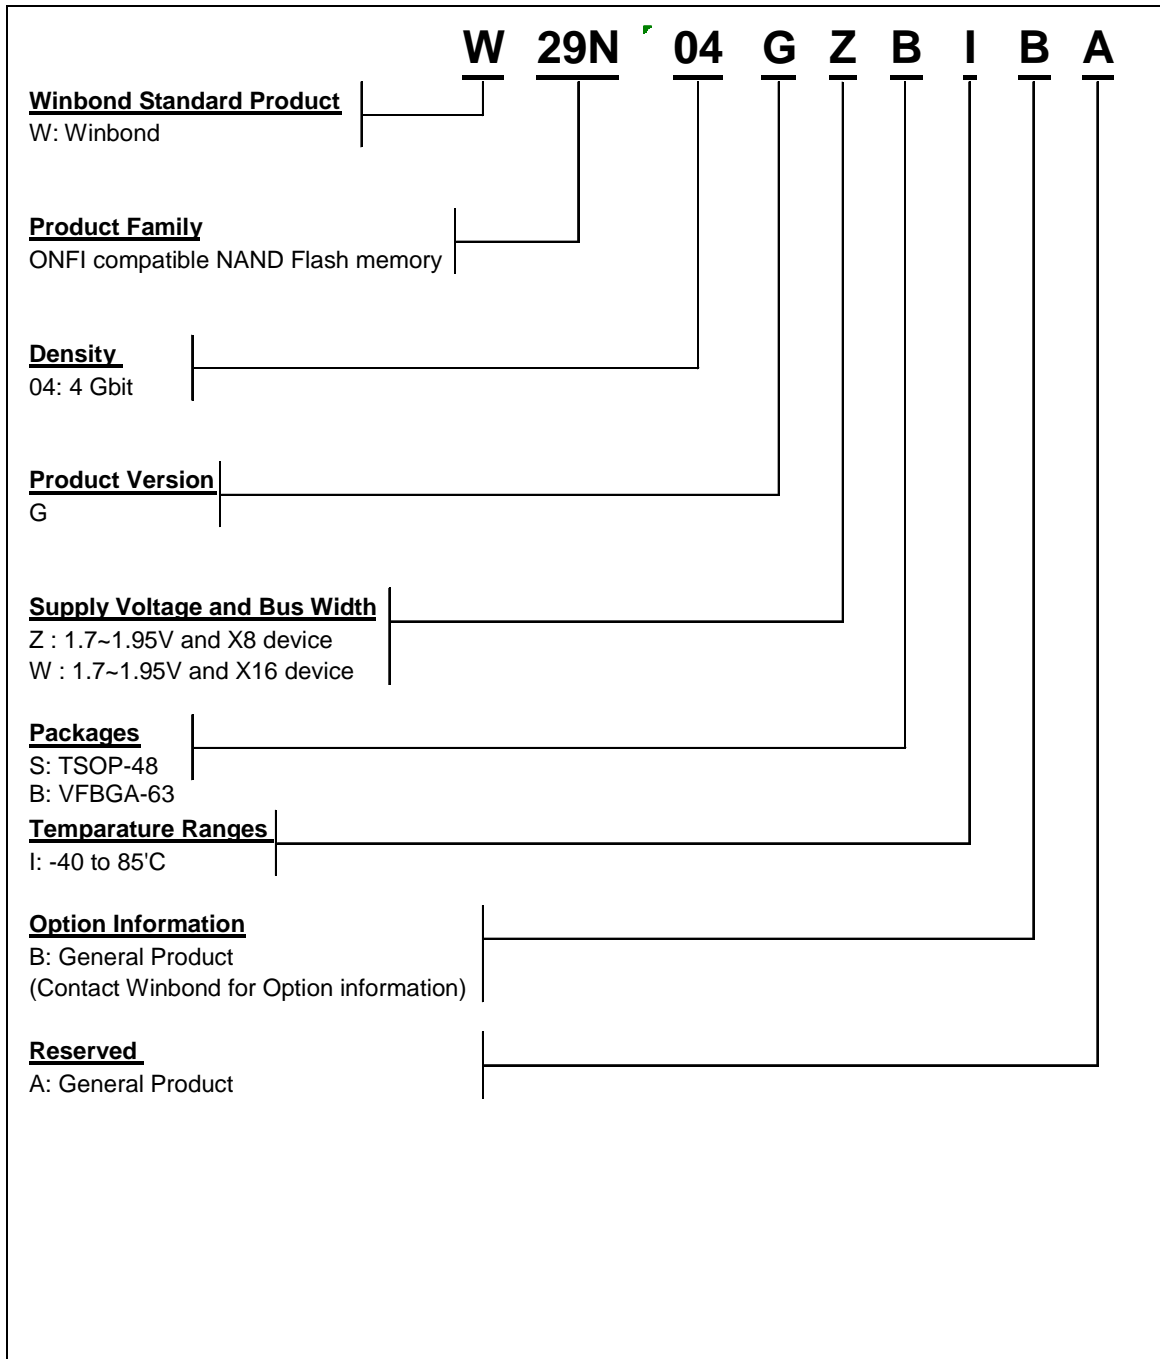 W 29N 04 G Z B I B A
Winbond Standard Product
W: Winbond
Product Family
ONFI compatible NAND Flash memory
Density
04: 4 Gbit
Product Version
G
Supply Voltage and Bus Width
Z : 1.7~1.95V and X8 device
W : 1.7~1.95V and X16 device
Packages
S: TSOP-48
B: VFBGA-63
Temparature Ranges
I: -40 to 85'C
Option Information
B: General Product
(Contact Winbond for Option information)
Reserved
A: General Product